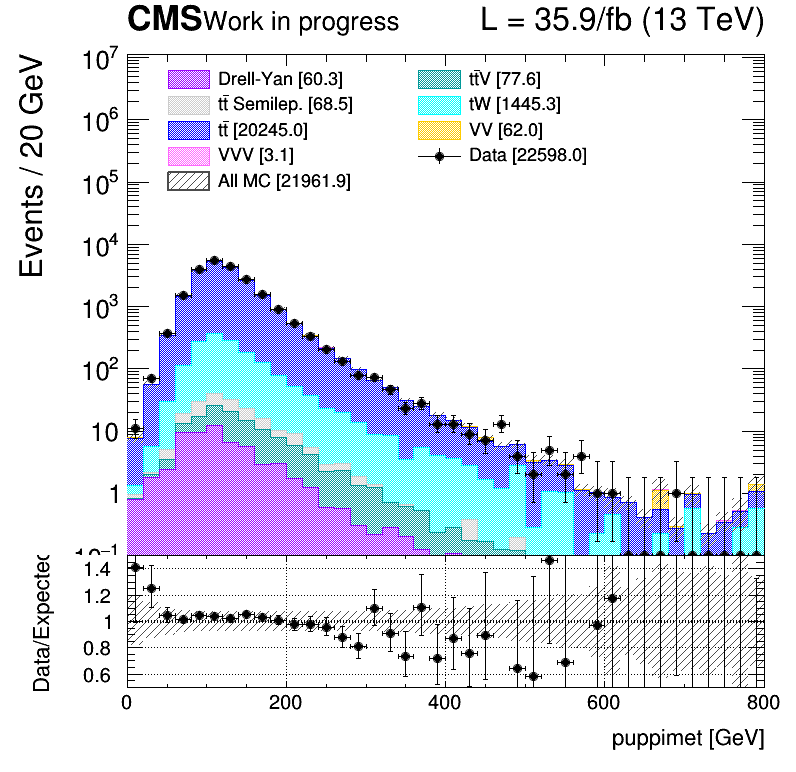 CMS Work in progress L = 35.9/fb (13 TeV)
Events / 20 GeV
10⁷
10⁶
10⁵
10⁴
10³
10²
10
1
10⁻¹
Drell-Yan [60.3]
tt̄ Semilep. [68.5]
tt̄ [20245.0]
VVV [3.1]
All MC [21961.9]
tt̄V [77.6]
tW [1445.3]
VV [62.0]
Data [22598.0]
Data/Expected
1.4
1.2
1
0.8
0.6
0 200 400 600 800
puppimet [GeV]